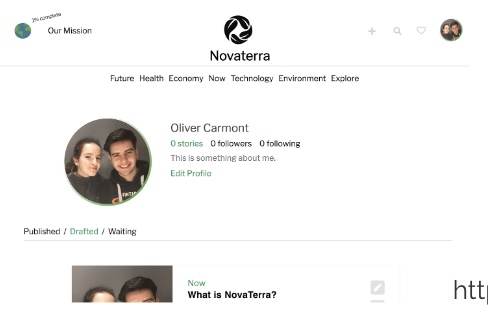 2% complete
Our Mission
Novaterra
Future Health Economy Now Technology Environment Explore
Oliver Carmont
0 stories 0 followers 0 following
This is something about me.
Edit Profile
Published / Drafted / Waiting
Now
What is NovaTerra?
htt